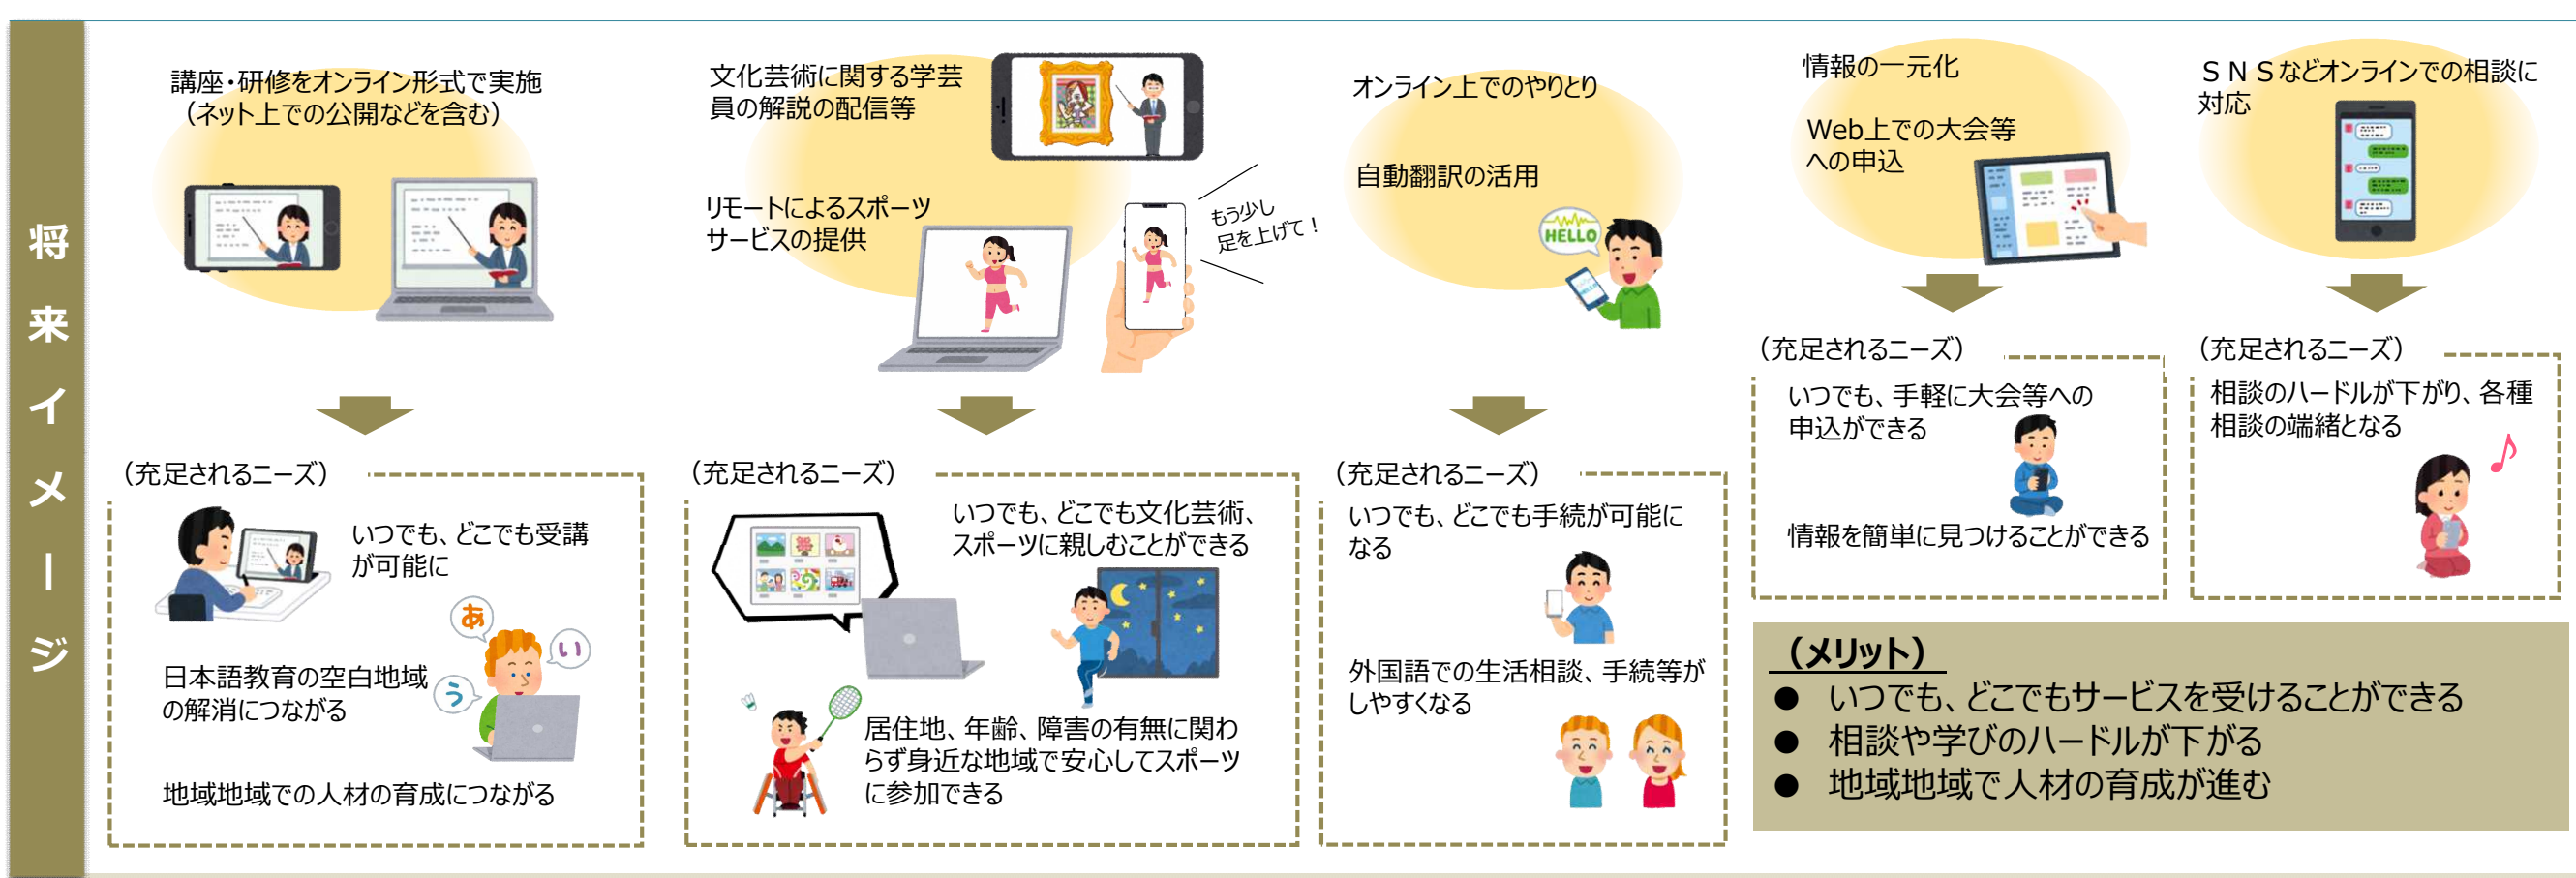 将来イメージ
講座・研修をオンライン形式で実施
（ネット上での公開などを含む）
（充足されるニーズ）
いつでも、どこでも受講
が可能に
あ
い
う
日本語教育の空白地域
の解消につながる
地域地域での人材の育成につながる
文化芸術に関する学芸
員の解説の配信等
リモートによるスポーツ
サービスの提供
もう少し
足を上げて！
（充足されるニーズ）
いつでも、どこでも文化芸術、
スポーツに親しむことができる
居住地、年齢、障害の有無に関わ
らず身近な地域で安心してスポーツ
に参加できる
オンライン上でのやりとり
自動翻訳の活用
HELLO
HELLO
（充足されるニーズ）
いつでも、どこでも手続が可能に
なる
外国語での生活相談、手続等が
しやすくなる
情報の一元化
Web上での大会等
への申込
（充足されるニーズ）
いつでも、手軽に大会等への
申込ができる
情報を簡単に見つけることができる
ＳＮＳなどオンラインでの相談に
対応
（充足されるニーズ）
相談のハードルが下がり、各種
相談の端緒となる
（メリット）
● いつでも、どこでもサービスを受けることができる
● 相談や学びのハードルが下がる
● 地域地域で人材の育成が進む